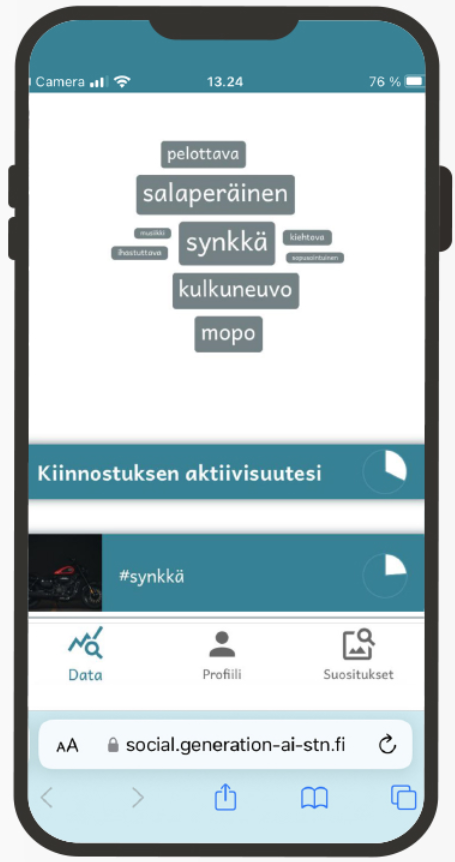 Camera
13.24
76 %
pelottava
salaperäinen
musiikki
synkkä
kiehtova
ihastuttava
kulkuneuvo
mopo
Kiinnostuksen aktiivisuutesi
#synkkä
Data
Profiili
Suositukset
AA
social.generation-ai-stn.fi